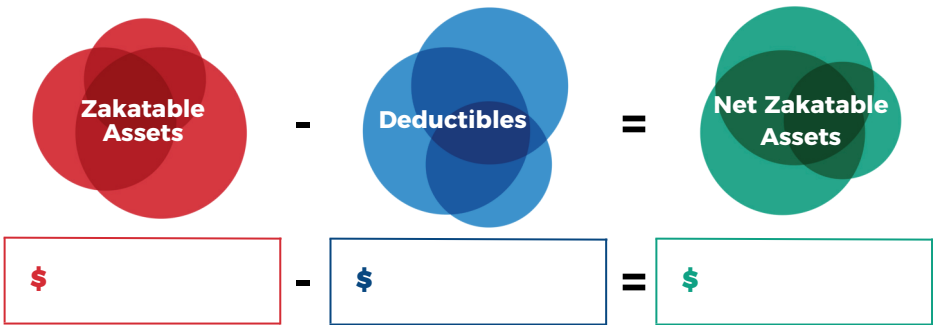 Zakatable
Assets
-
Deductibles
=
Net Zakatable
Assets
$
-
$
=
$